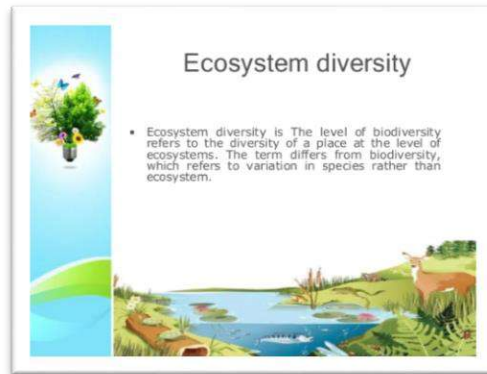 Ecosystem diversity
• Ecosystem diversity is The level of biodiversity
refers to the diversity of a place at the level of
ecosystems. The term differs from biodiversity,
which refers to variation in species rather than
ecosystem.